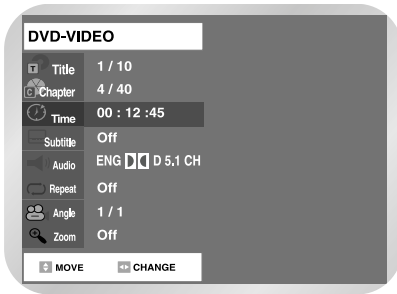 DVD-VIDEO
T Title 1 / 10
C Chapter 4 / 40
Time 00 : 12 :45
Subtitle Off
Audio ENG D 5.1 CH
Repeat Off
Angle 1 / 1
Zoom Off
MOVE CHANGE